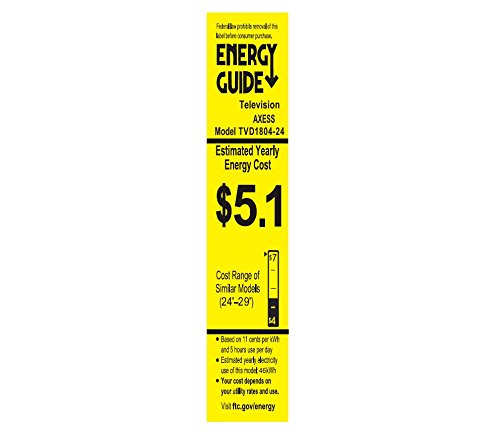 Federal law prohibits removal of this
label before consumer purchase.
ENERGY
GUIDE
Television
AXESS
Model TVD1804-24
Estimated Yearly
Energy Cost
$5.1
$7
Cost Range of
Similar Models
(24"–29")
$4
• Based on 11 cents per kWh
and 5 hours use per day
• Estimated yearly electricity
use of this model: 46kWh
• Your cost depends on
your utility rates and use.
Visit ftc.gov/energy